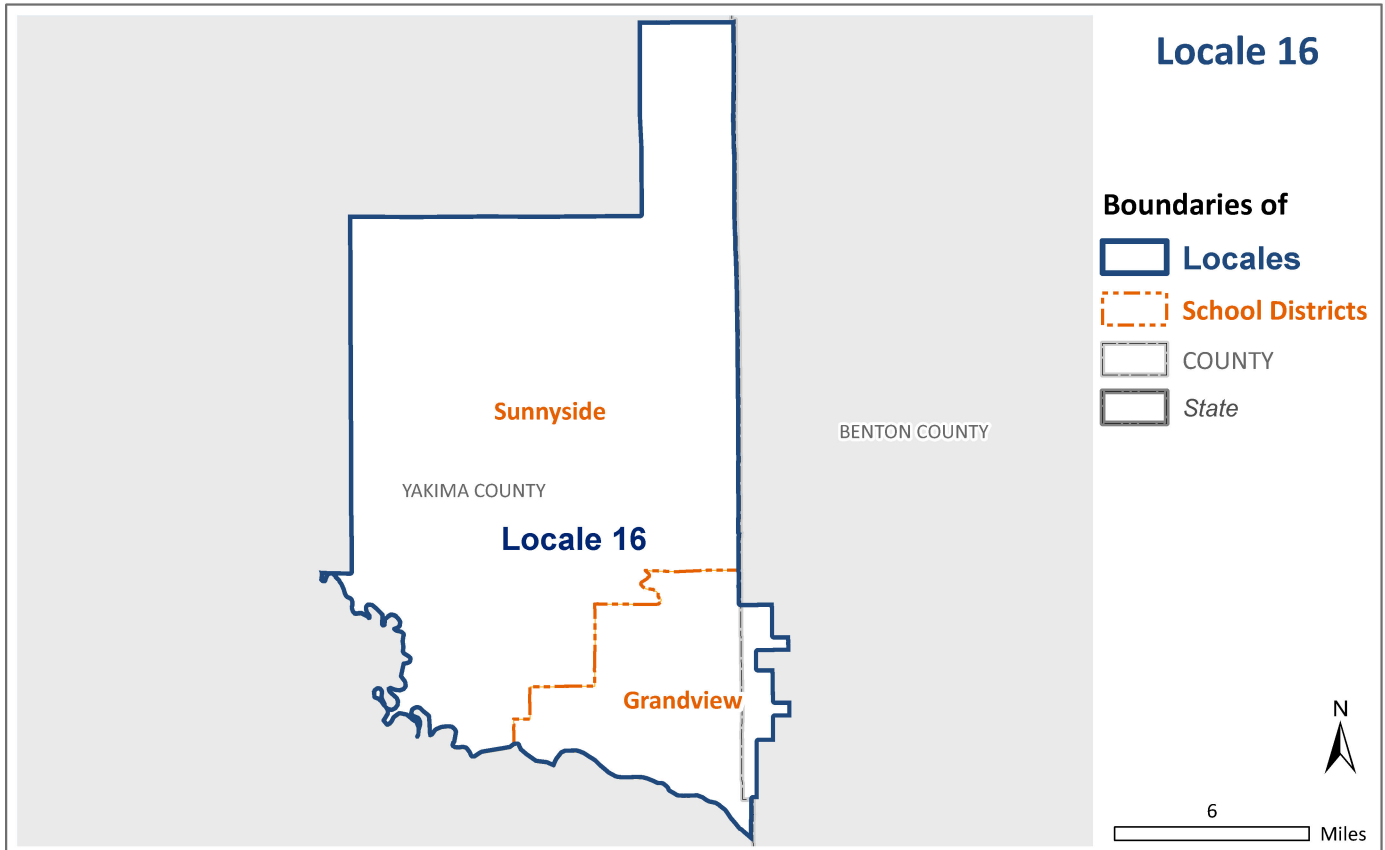 Locale 16
Boundaries of
Locales
School Districts
COUNTY
State
Sunnyside
BENTON COUNTY
YAKIMA COUNTY
Locale 16
Grandview
N
6
Miles